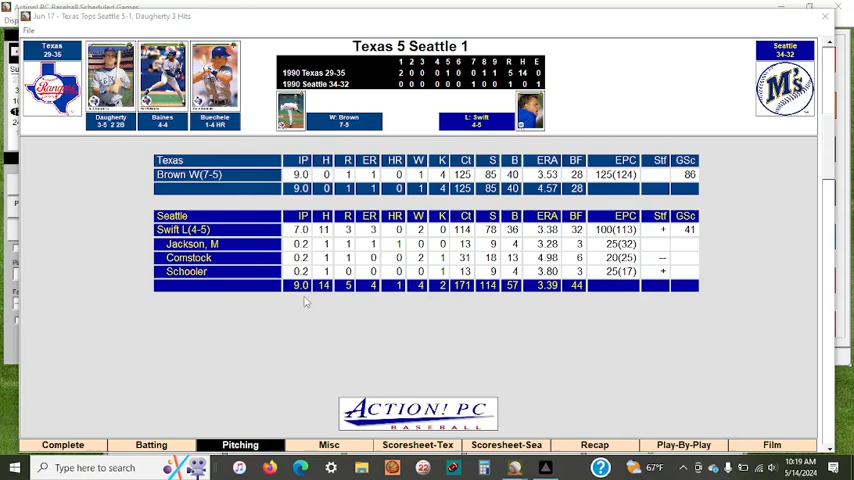 Action! PC Baseball Scheduled Games
Jun 17 - Texas Tops Seattle 5-1, Daugherty 3 Hits
File
Texas
29-35
Rangers
Daugherty
3-5 2 2B
Baines
4-4
Buechele
1-4 HR
Texas 5 Seattle 1
1 2 3 4 5 6 7 8 9 R H E
1990 Texas 29-35 2 0 0 0 1 0 0 1 1 5 14 0
1990 Seattle 34-32 0 0 0 0 0 0 1 0 0 1 0 1
W: Brown
7-5
L: Swift
4-5
Seattle
34-32
M's
Texas IP H R ER HR W K Ct S B ERA BF EPC Stf GSc
Brown W(7-5) 9.0 0 1 1 0 1 4 125 85 40 3.53 28 125(124) 86
9.0 0 1 1 0 1 4 125 85 40 4.57 28
Seattle IP H R ER HR W K Ct S B ERA BF EPC Stf GSc
Swift L(4-5) 7.0 11 3 3 0 2 0 114 78 36 3.38 32 100(113) + 41
Jackson, M 0.2 1 1 1 1 0 0 13 9 4 3.28 3 25(32)
Comstock 0.2 1 1 0 0 2 1 31 18 13 4.98 6 20(25) --
Schooler 0.2 1 0 0 0 0 1 13 9 4 3.80 3 25(17) +
9.0 14 5 4 1 4 2 171 114 57 3.39 44
ACTION! PC
BASEBALL
Complete Batting Pitching Misc Scoresheet-Tex Scoresheet-Sea Recap Play-By-Play Film
Type here to search
22
67°F
10:19 AM
5/14/2024